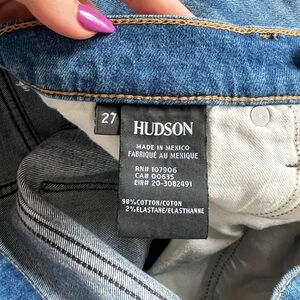 27
HUDSON
MADE IN MEXICO
FABRIQUÉ AU MEXIQUE
RN# 107906
CA# 00635
EIN# 20-3082491
98% COTTON/COTON
2% ELASTANE/ELASTHANNE